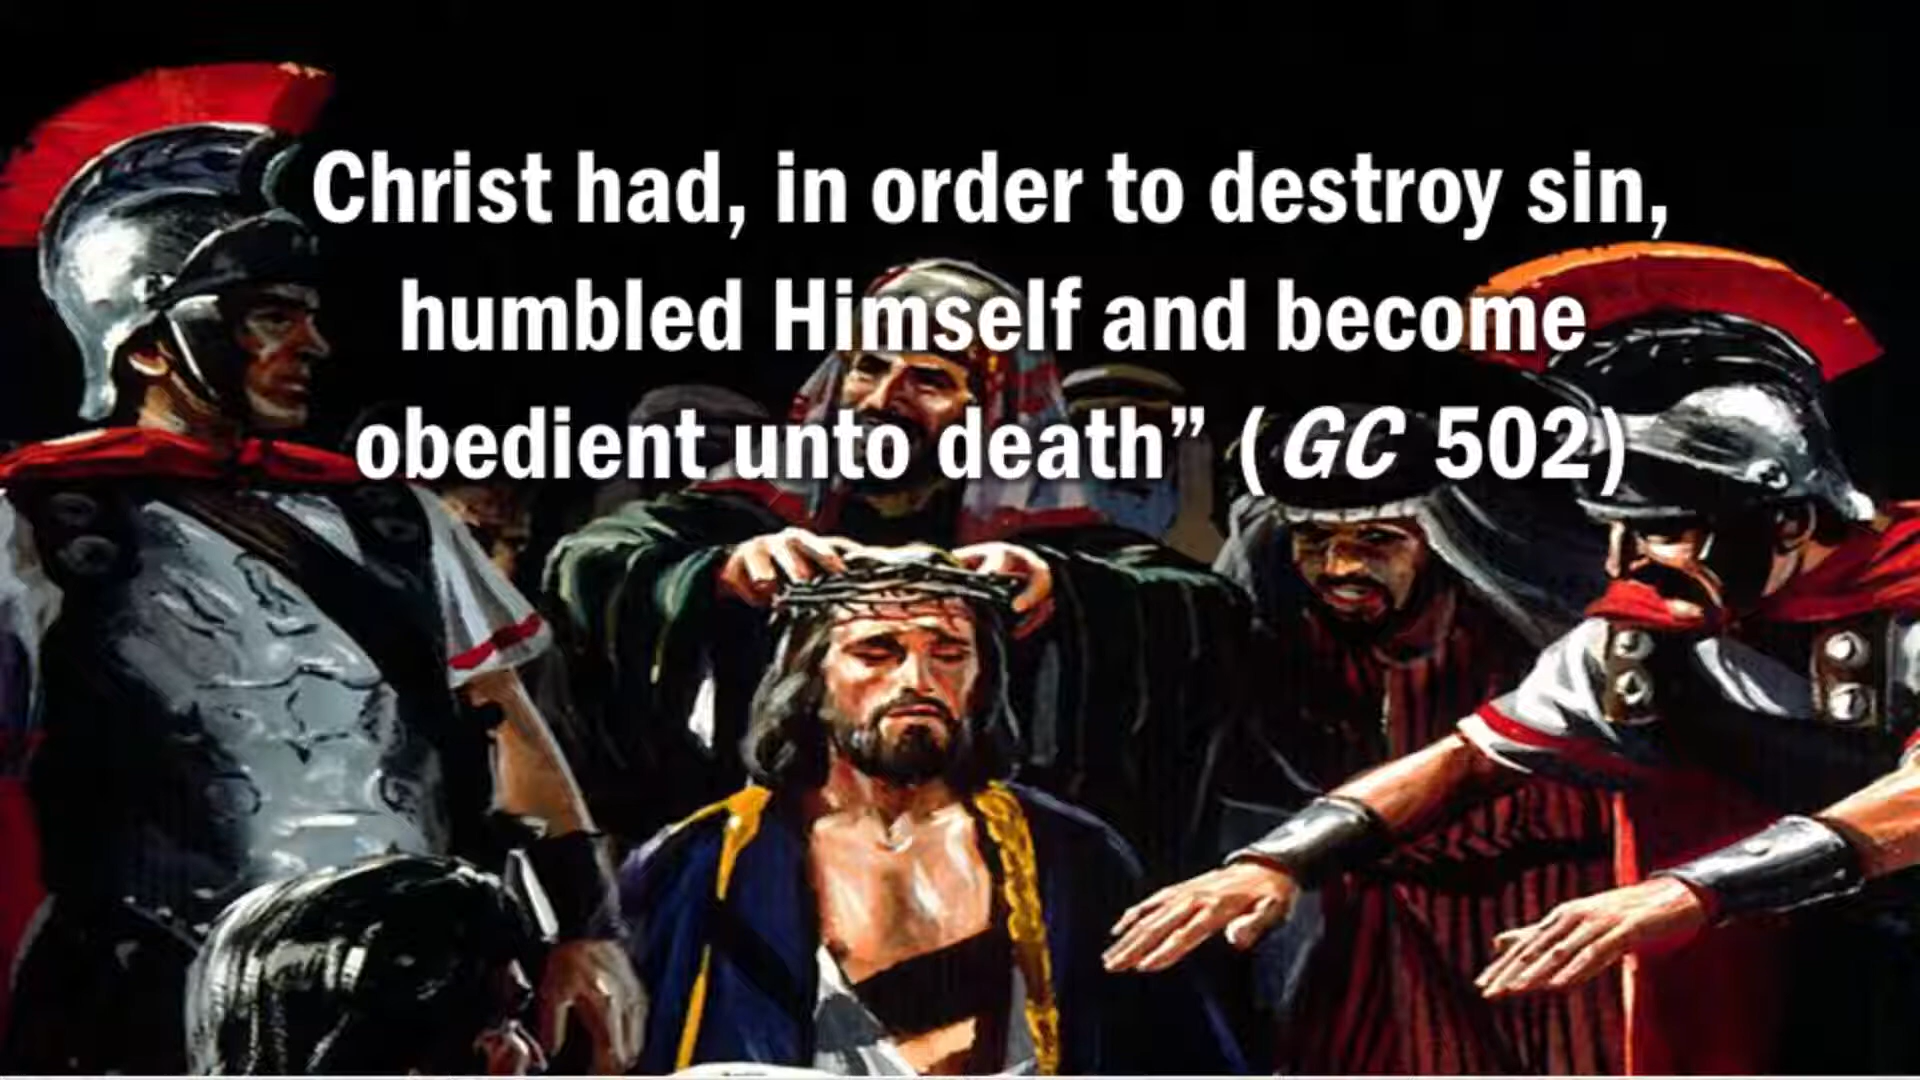 Christ had, in order to destroy sin,
humbled Himself and become
obedient unto death” (GC 502)